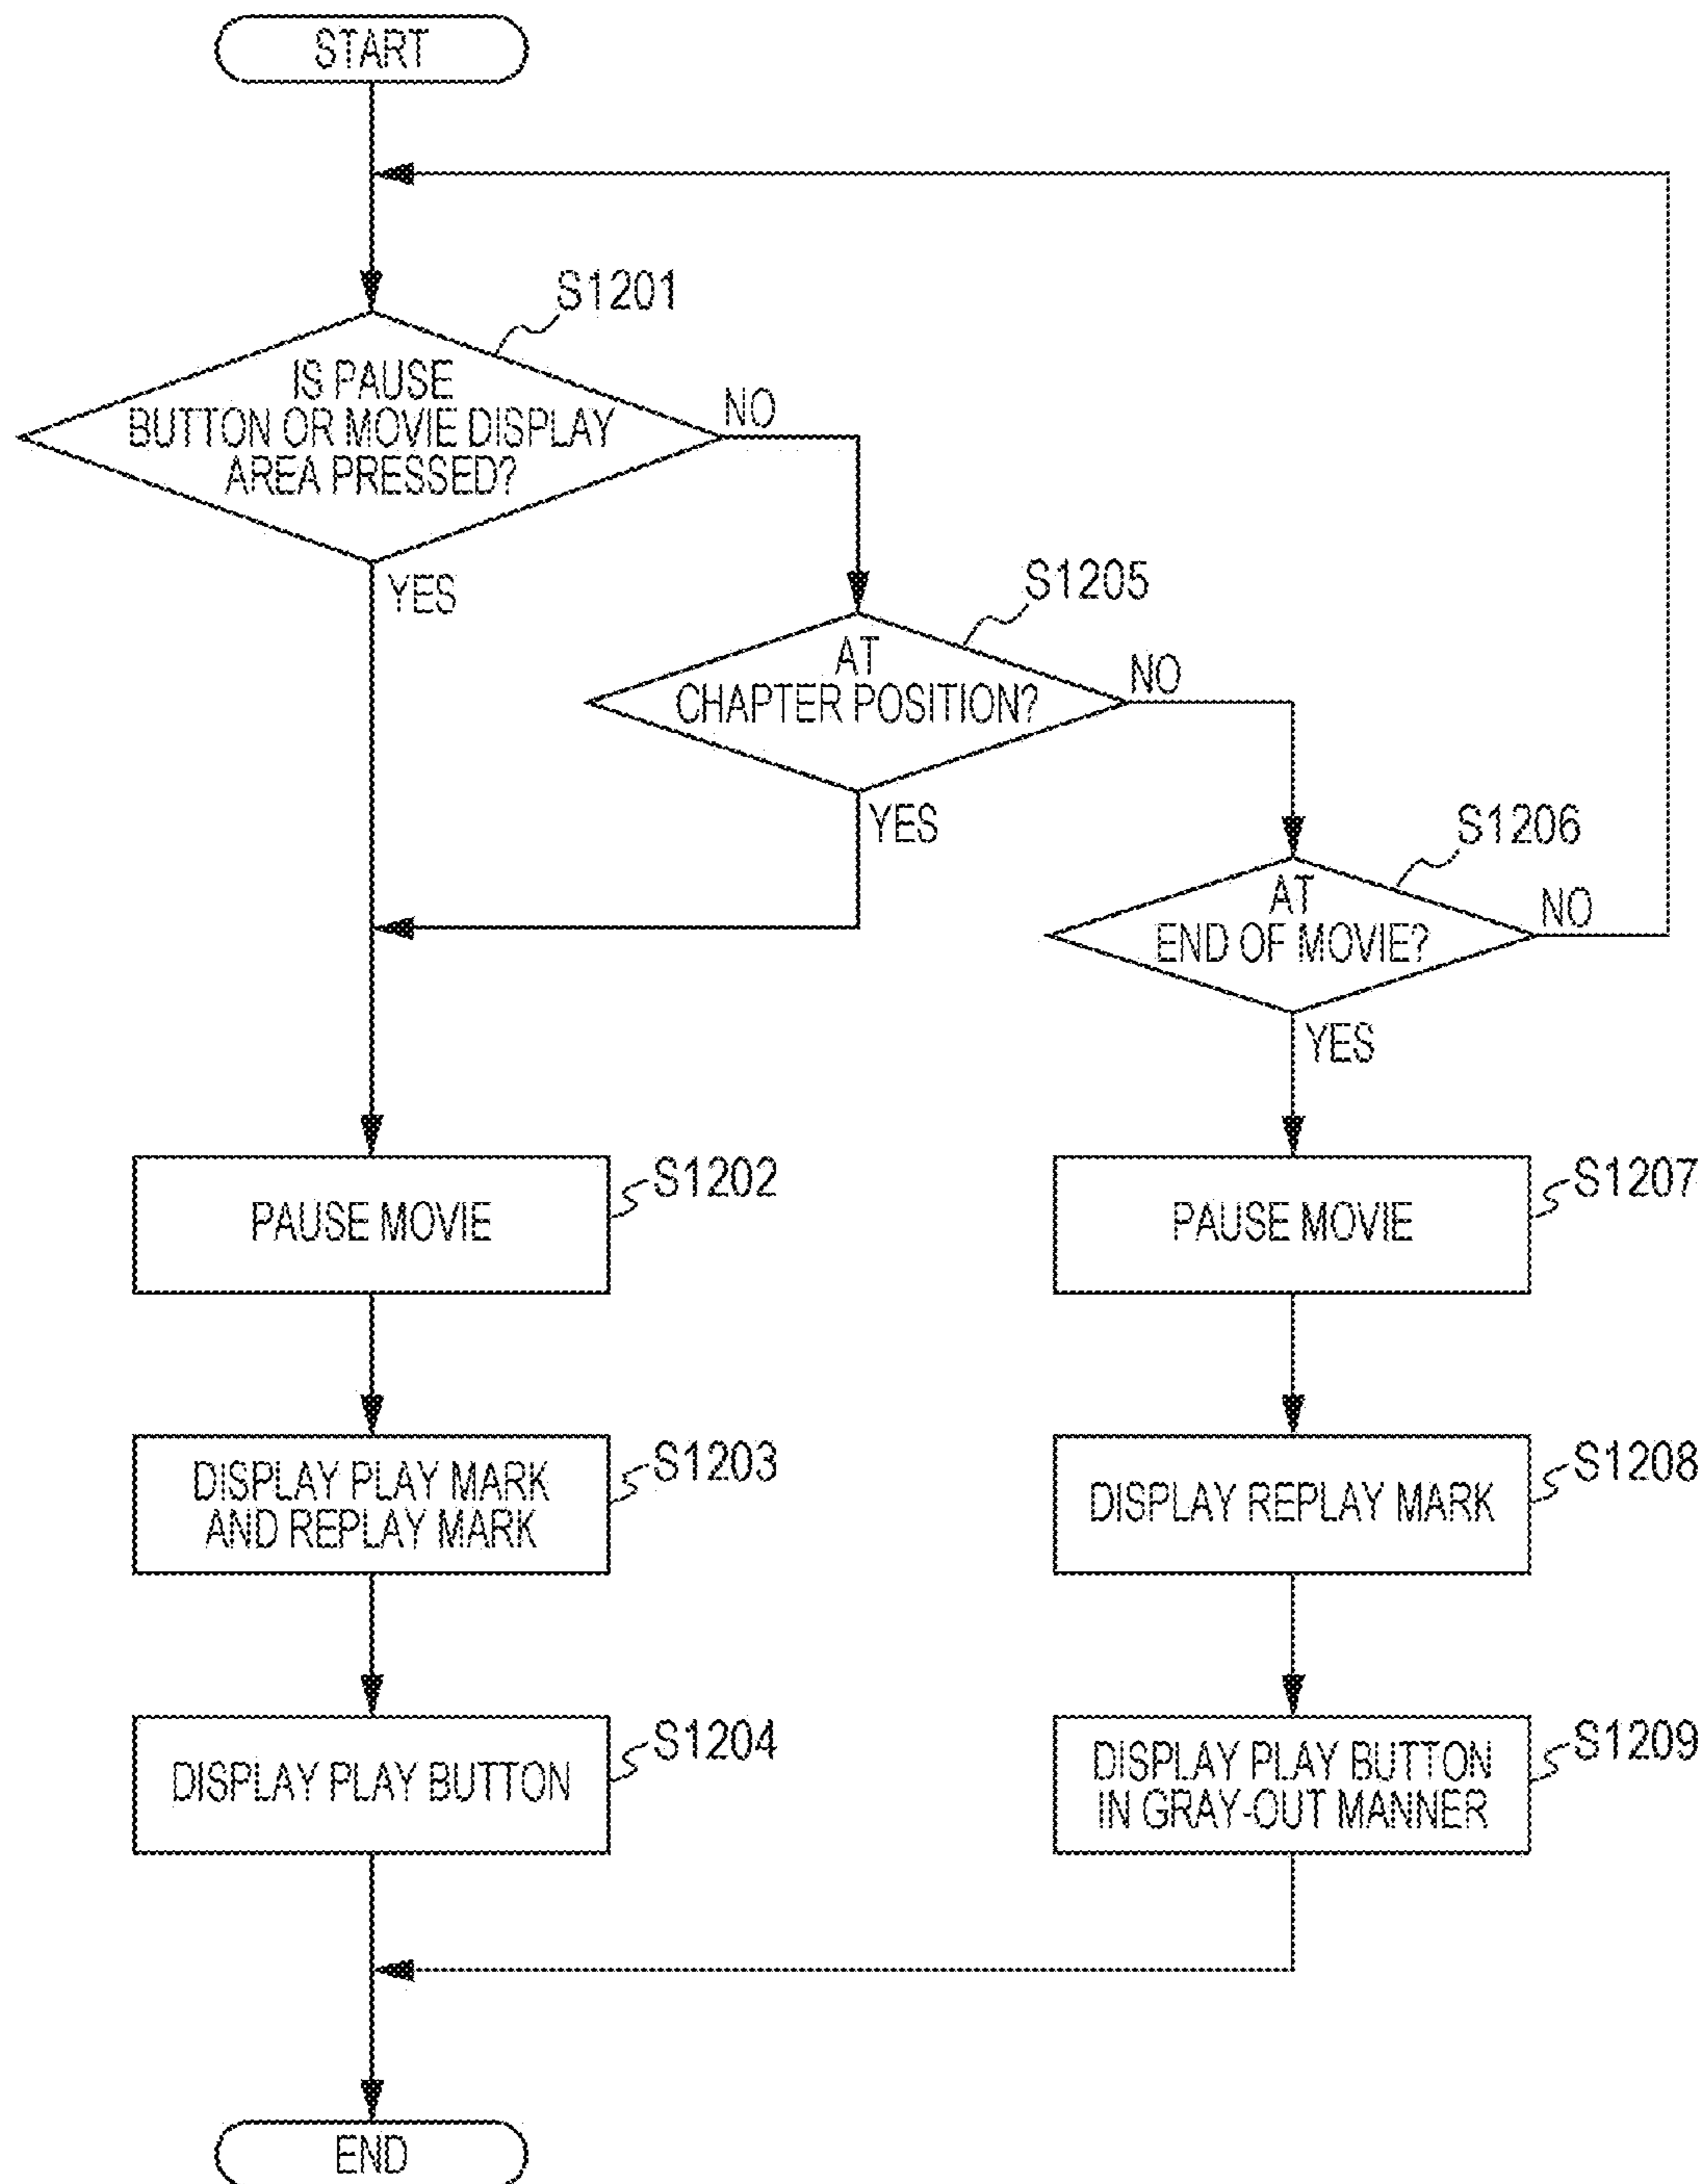 START
S1201
IS PAUSE
BUTTON OR MOVIE DISPLAY
AREA PRESSED?
NO
YES
S1205
AT
CHAPTER POSITION?
NO
YES
S1206
AT
END OF MOVIE?
NO
YES
PAUSE MOVIE
S1202
PAUSE MOVIE
S1207
DISPLAY PLAY MARK
AND REPLAY MARK
S1203
DISPLAY REPLAY MARK
S1208
DISPLAY PLAY BUTTON
S1204
DISPLAY PLAY BUTTON
IN GRAY-OUT MANNER
S1209
END